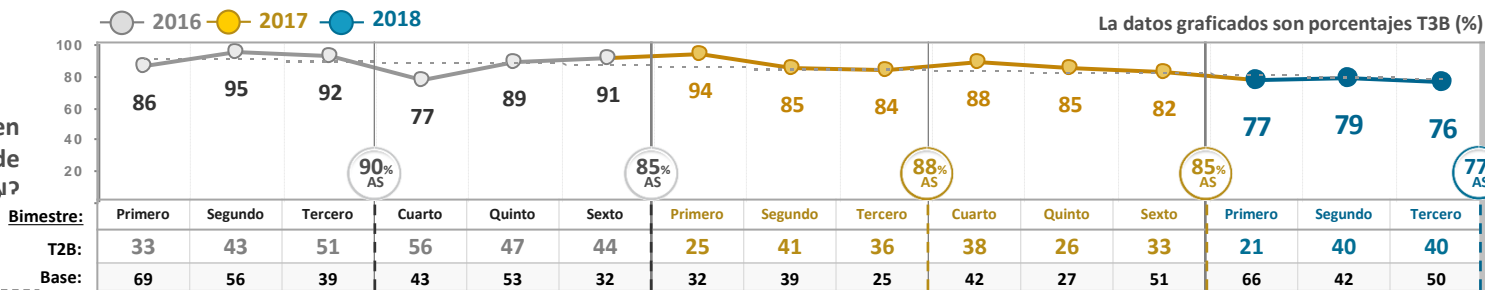 2016 2017 2018 La datos graficados son porcentajes T3B (%)
100
80
60
40
20
en
de
86 95 92 77 89 91 94 85 84 88 85 82 77 79 76
90% AS 85% AS 88% AS 85% AS 77 AS
Bimestre: Primero Segundo Tercero Cuarto Quinto Sexto Primero Segundo Tercero Cuarto Quinto Sexto Primero Segundo Tercero
T2B: 33 43 51 56 47 44 25 41 36 38 26 33 21 40 40
Base: 69 56 39 43 53 32 32 39 25 42 27 51 66 42 50